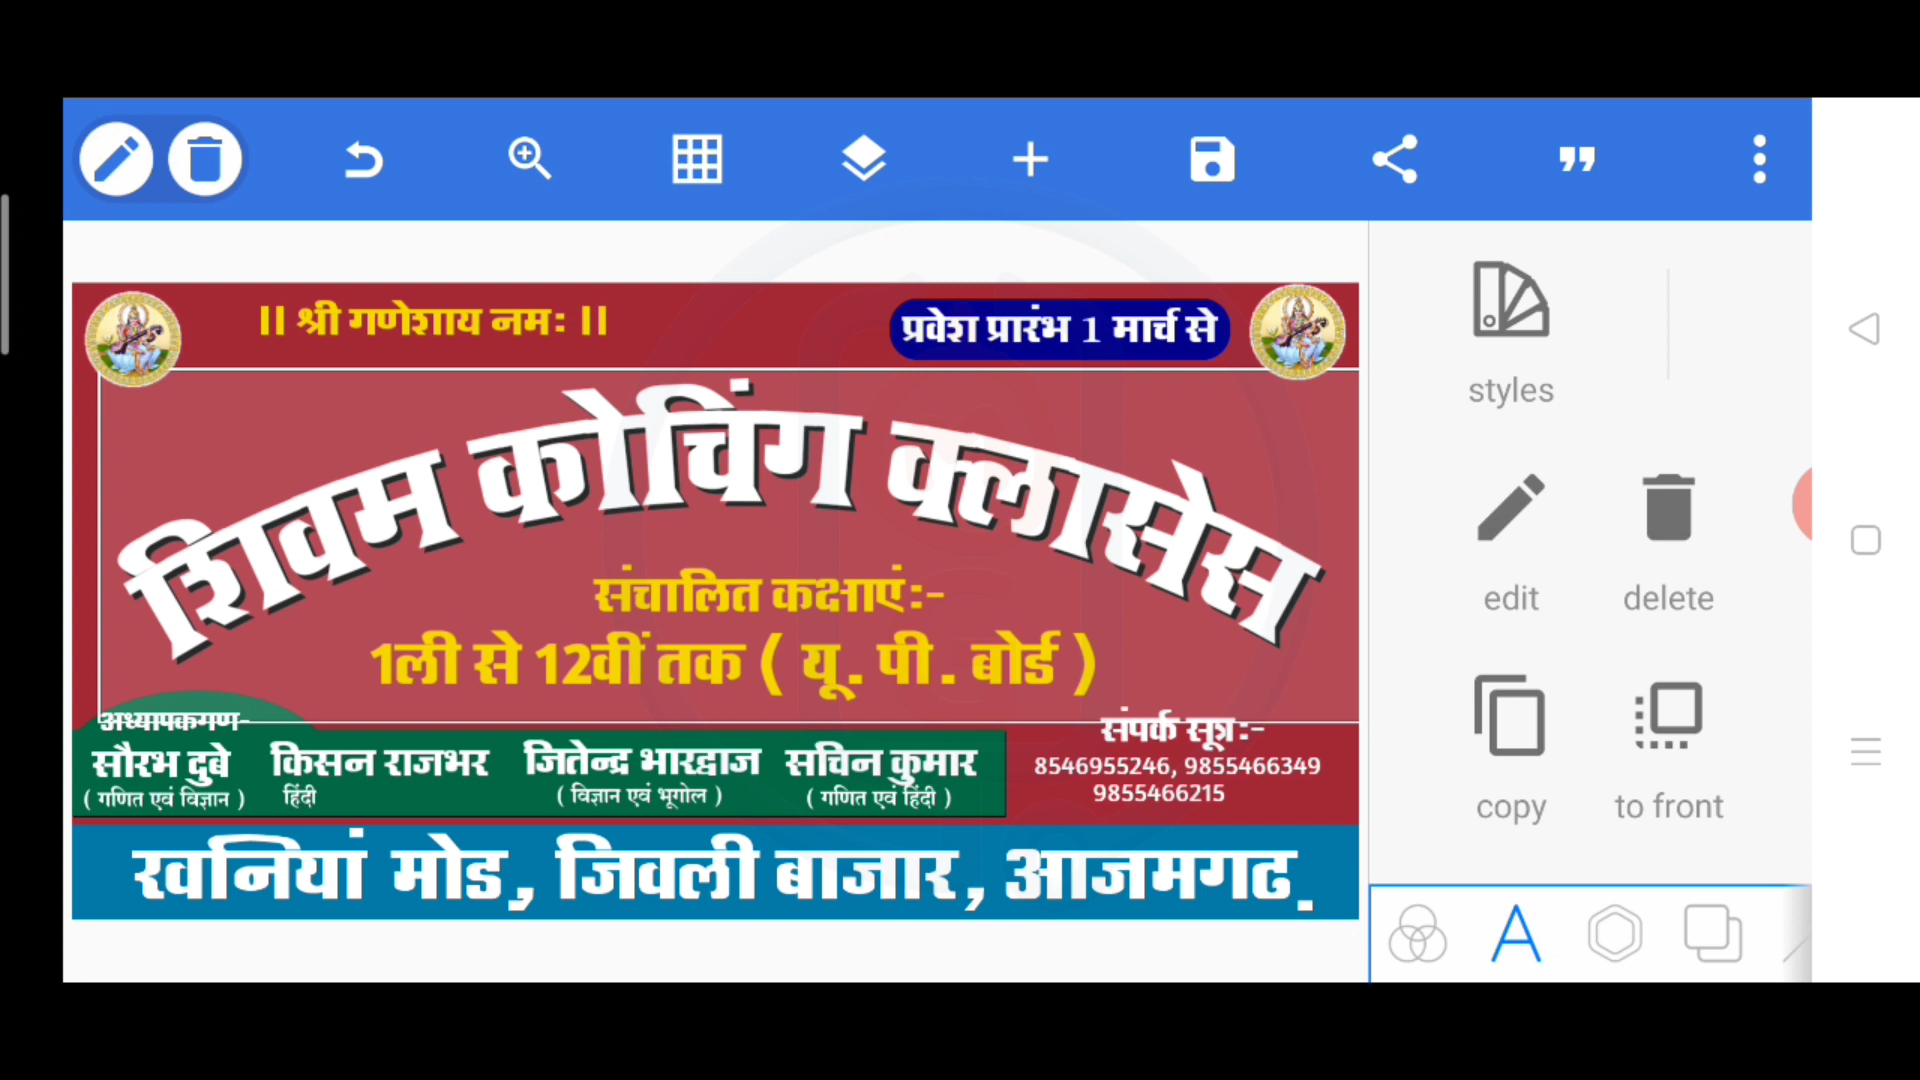 || श्री गणेशाय नमः ||
प्रवेश प्रारंभ 1 मार्च से
शिवम कोचिंग क्लासेस
संचालित कक्षाएं:-
1ली से 12वीं तक ( यू. पी. बोर्ड )
अध्यापकगण-
सौरभ दुबे
( गणित एवं विज्ञान )
किसन राजभर
हिंदी
जितेन्द्र भारद्वाज
( विज्ञान एवं भूगोल )
सचिन कुमार
( गणित एवं हिंदी )
संपर्क सूत्र:-
8546955246, 9855466349
9855466215
खनियां मोड, जिवली बाजार, आजमगढ.
styles
edit
delete
copy
to front